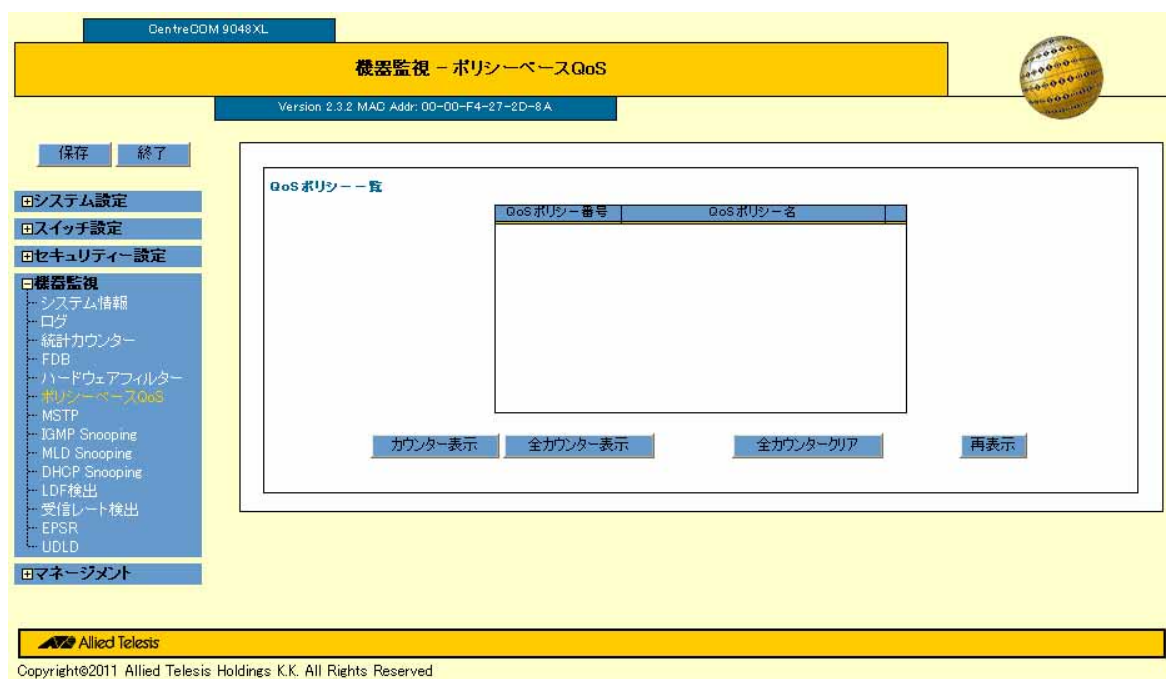 CentreCOM 9048XL
機器監視 - ポリシーベースQoS
Version 2.3.2 MAC Addr: 00-00-F4-27-2D-8A
保存 終了
システム設定
スイッチ設定
セキュリティー設定
機器監視
システム情報
ログ
統計カウンター
FDB
ハードウェアフィルター
ポリシーベースQoS
MSTP
IGMP Snooping
MLD Snooping
DHCP Snooping
LDF検出
受信レート検出
EPSR
UDLD
マネージメント
QoSポリシー一覧
QoSポリシー番号 QoSポリシー名
カウンター表示 全カウンター表示 全カウンタークリア 再表示
Allied Telesis
Copyright©2011 Allied Telesis Holdings K.K. All Rights Reserved